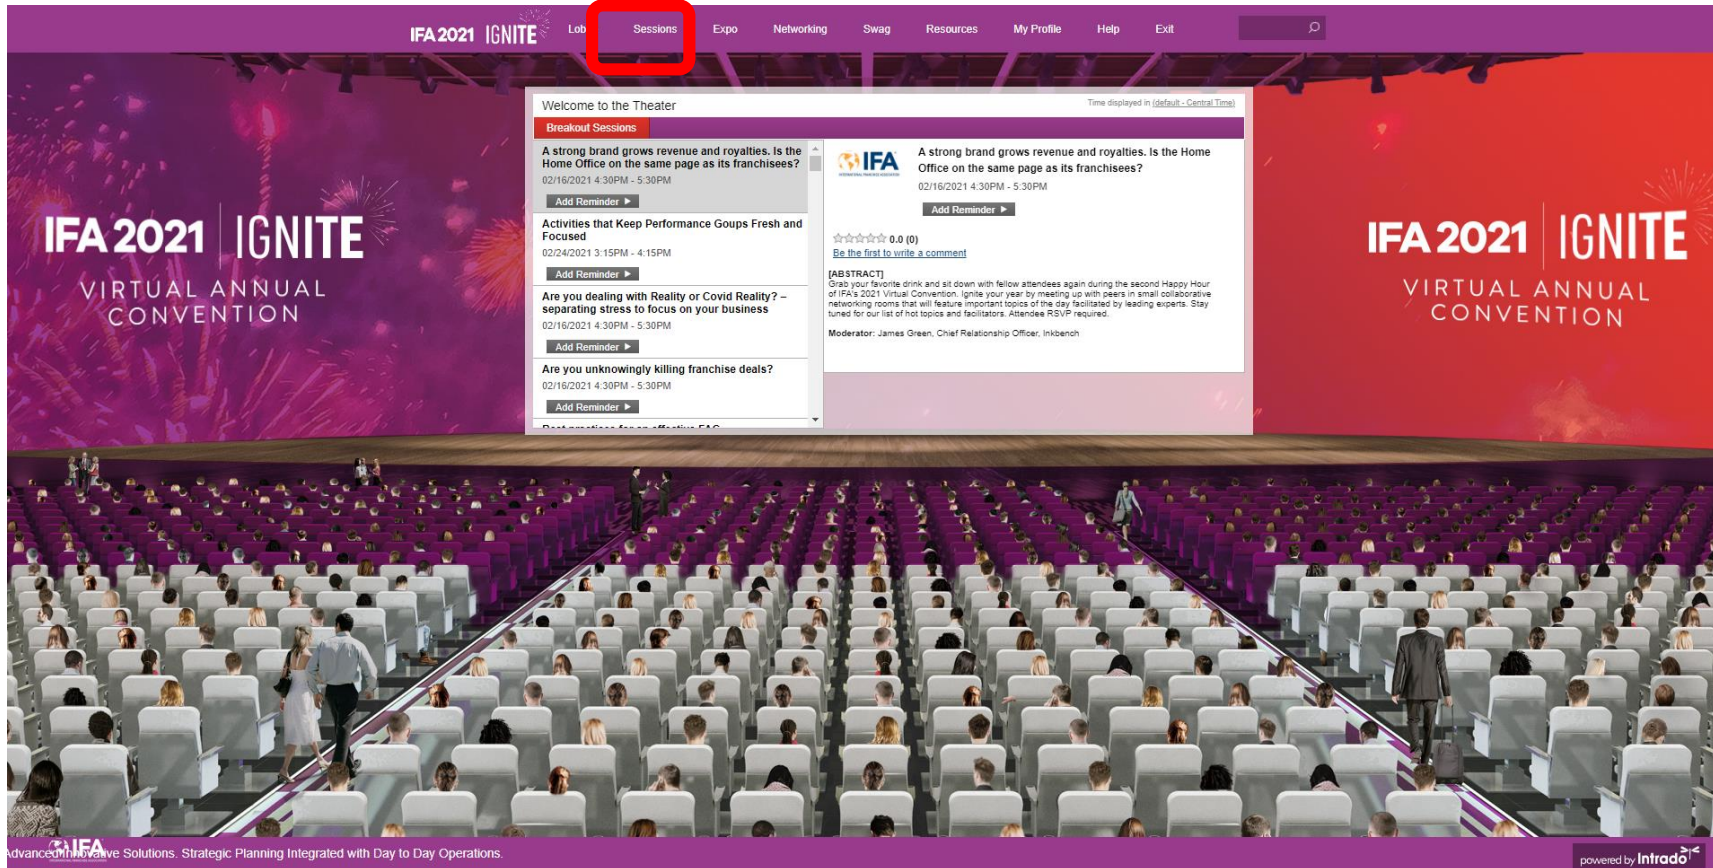 IFA 2021 IGNITE
Lob Sessions Expo Networking Swag Resources My Profile Help Exit
Welcome to the Theater
Time displayed in (default - Central Time)
Breakout Sessions
A strong brand grows revenue and royalties. Is the
Home Office on the same page as its franchisees?
02/16/2021 4:30PM - 5:30PM
Add Reminder
Activities that Keep Performance Goups Fresh and
Focused
02/24/2021 3:15PM - 4:15PM
Add Reminder
Are you dealing with Reality or Covid Reality? –
separating stress to focus on your business
02/16/2021 4:30PM - 5:30PM
Add Reminder
Are you unknowingly killing franchise deals?
02/16/2021 4:30PM - 5:30PM
Add Reminder
Best practices for an effective FAC
IFA
INTERNATIONAL FRANCHISE ASSOCIATION
A strong brand grows revenue and royalties. Is the Home
Office on the same page as its franchisees?
02/16/2021 4:30PM - 5:30PM
Add Reminder
0.0 (0)
Be the first to write a comment
[ABSTRACT]
Grab your favorite drink and sit down with fellow attendees again during the second Happy Hour
of IFA's 2021 Virtual Convention. Ignite your year by meeting up with peers in small collaborative
networking rooms that will feature important topics of the day facilitated by leading experts. Stay
tuned for our list of hot topics and facilitators. Attendee RSVP required.
Moderator: James Green, Chief Relationship Officer, Inkbench
IFA 2021 IGNITE
VIRTUAL ANNUAL
CONVENTION
IFA 2021 IGNITE
VIRTUAL ANNUAL
CONVENTION
IFA
Advanced Innovative Solutions. Strategic Planning Integrated with Day to Day Operations.
powered by Intrado